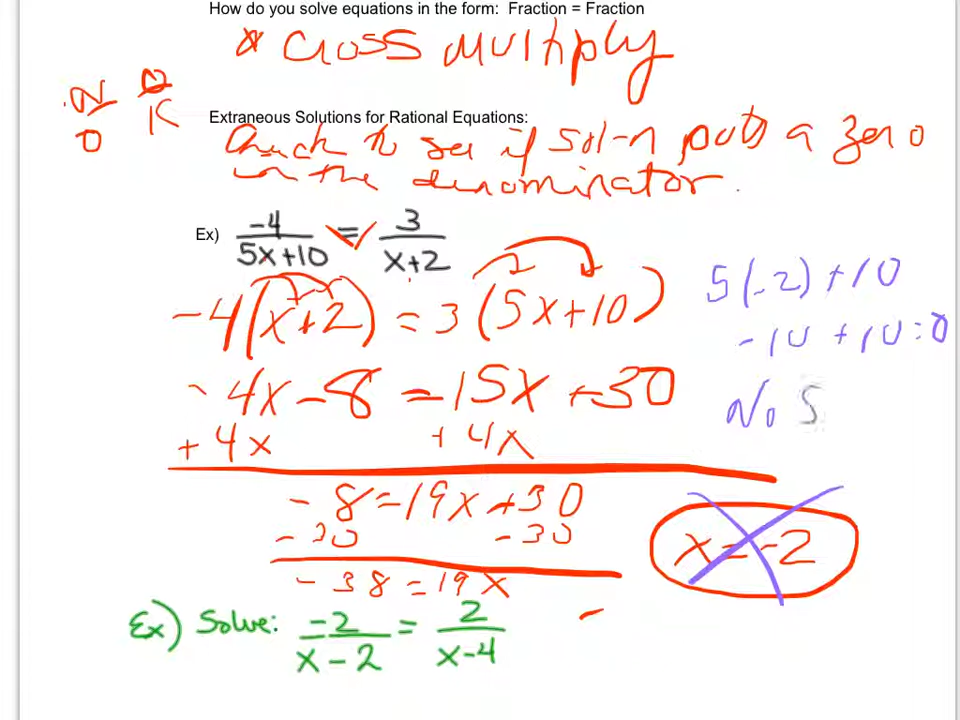 How do you solve equations in the form: Fraction = Fraction
* Cross multiply
N/0 0/K
Extraneous Solutions for Rational Equations:
Check to see if sol-n puts a zero
in the denominator.
Ex) -4/(5x+10) = 3/(x+2)
5(-2)+10
-4(x+2) = 3(5x+10)
-10 + 10 = 0
-4x - 8 = 15x + 30
No S
+4x +4x
-8 = 19x + 30
-30 -30
x = -2
-38 = 19x
Ex) Solve: -2/(x-2) = 2/(x-4)